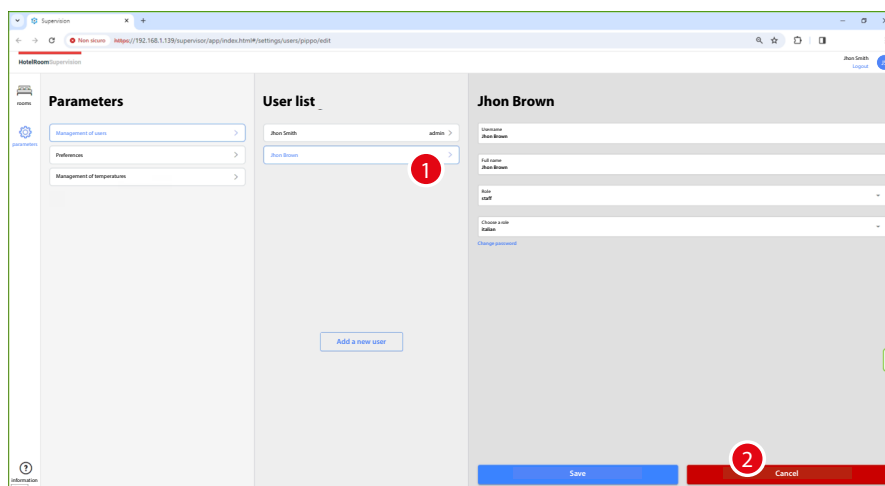 Supervision
Non sicuro https://192.168.1.139/supervisor/app/index.html#/settings/users/pippo/edit
HotelRoomSupervision
Jhon Smith
Logout
rooms
parameters
information
Parameters
Management of users
Preferences
Management of temperatures
User list _
Jhon Smith admin
Jhon Brown
1
Add a new user
Jhon Brown
Username
Jhon Brown
Full name
Jhon Brown
Role
staff
Choose a role
italian
Change password
Save
2
Cancel